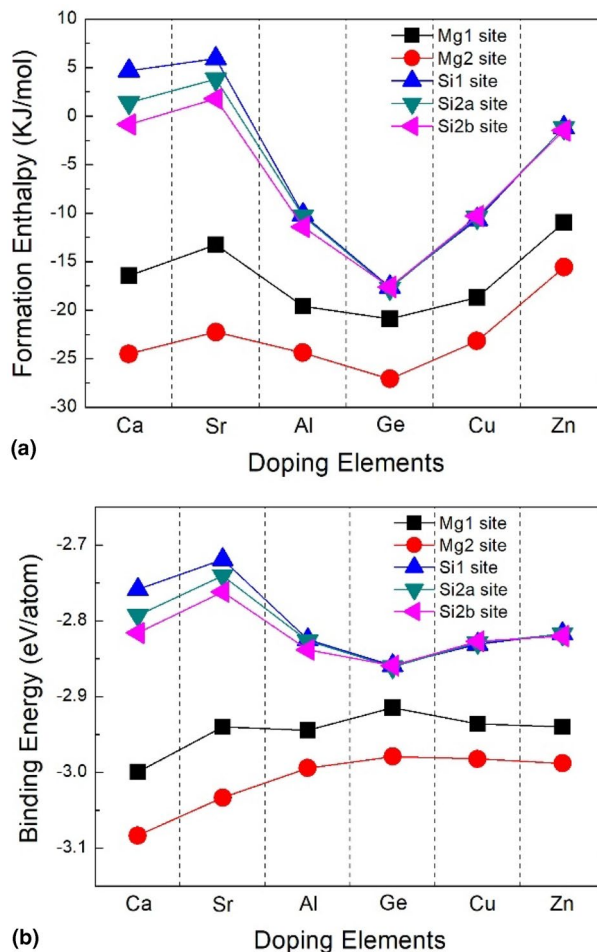 10
5
0
-5
-10
-15
-20
-25
-30
Formation Enthalpy (KJ/mol)
Mg1 site
Mg2 site
Si1 site
Si2a site
Si2b site
Ca Sr Al Ge Cu Zn
(a)
Doping Elements
-2.7
-2.8
-2.9
-3.0
-3.1
Binding Energy (eV/atom)
Mg1 site
Mg2 site
Si1 site
Si2a site
Si2b site
Ca Sr Al Ge Cu Zn
(b)
Doping Elements